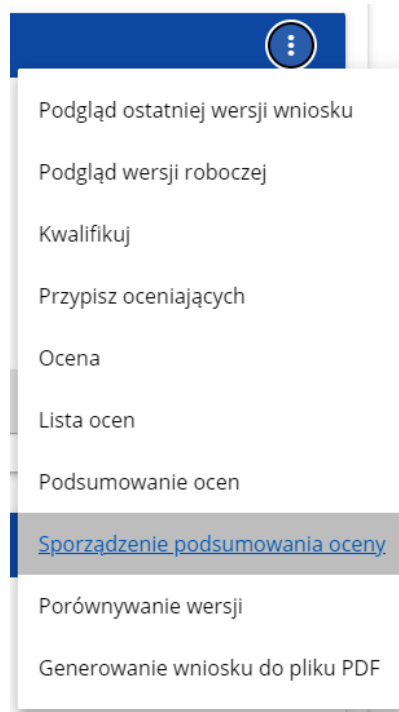 Podgląd ostatniej wersji wniosku
Podgląd wersji roboczej
Kwalifikuj
Przypisz oceniających
Ocena
Lista ocen
Podsumowanie ocen
Sporządzenie podsumowania oceny
Porównywanie wersji
Generowanie wniosku do pliku PDF